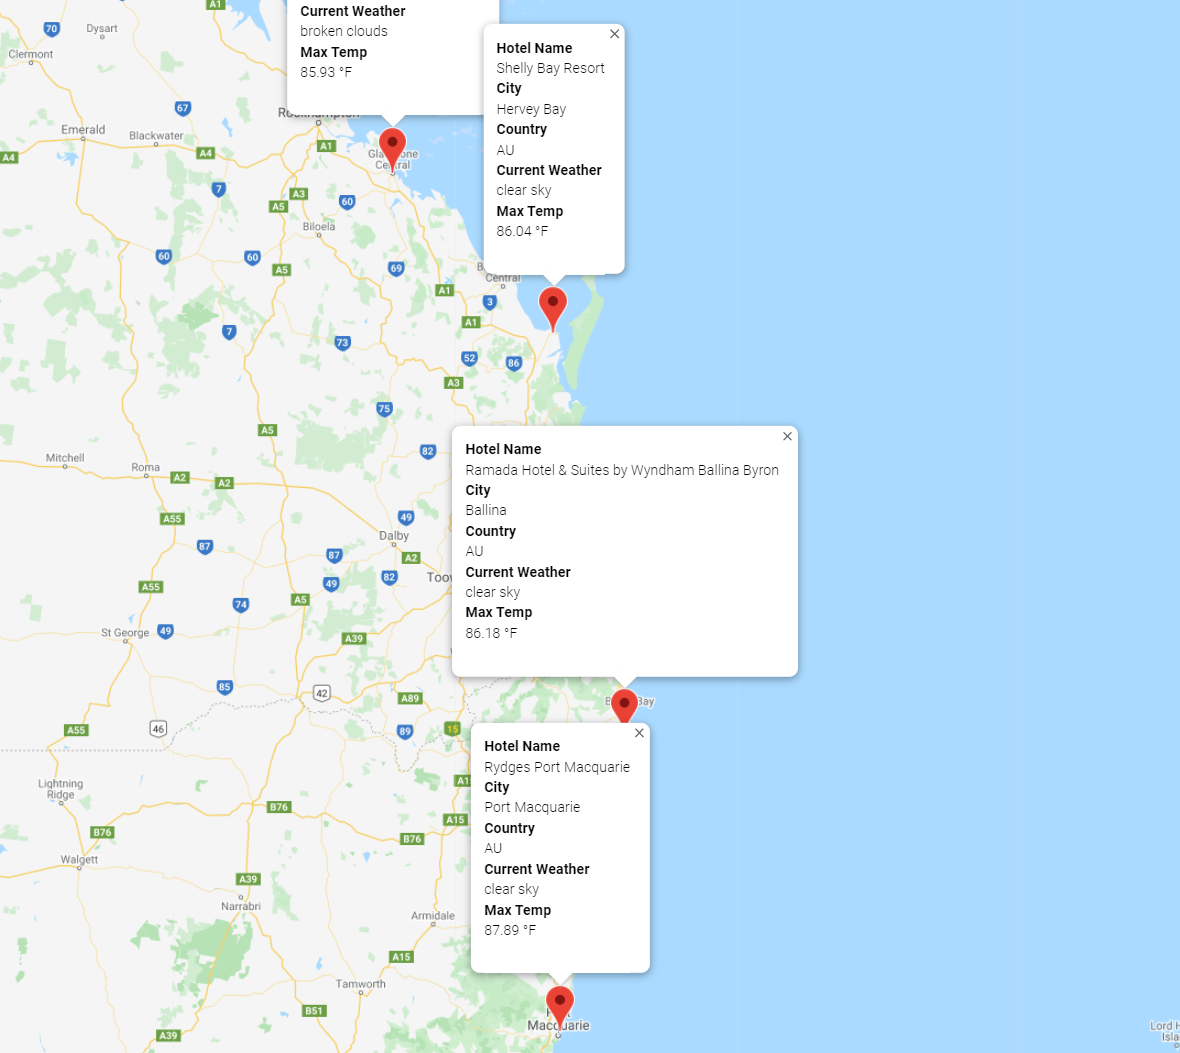 Current Weather
broken clouds
Max Temp
85.93 °F
Hotel Name
Shelly Bay Resort
City
Hervey Bay
Country
AU
Current Weather
clear sky
Max Temp
86.04 °F
Hotel Name
Ramada Hotel & Suites by Wyndham Ballina Byron
City
Ballina
Country
AU
Current Weather
clear sky
Max Temp
86.18 °F
Hotel Name
Rydges Port Macquarie
City
Port Macquarie
Country
AU
Current Weather
clear sky
Max Temp
87.89 °F
A1
70
Dysart
Clermont
67
Emerald
Blackwater
A4
A4
A1
7
A3
A5
60
Biloela
60
60
A5
69
Central
A1
3
A1
7
73
52
86
A3
75
A5
82
Mitchell
Roma
A2
A2
A55
49
Dalby
87
87
A2
A55
49
82
74
A5
St George
49
A39
85
42
A89
46
A55
89
15
Lightning
Ridge
B76
A15
B76
B76
Walgett
A39
Narrabri
Armidale
A15
Tamworth
B51
A39
Macquarie
Lord